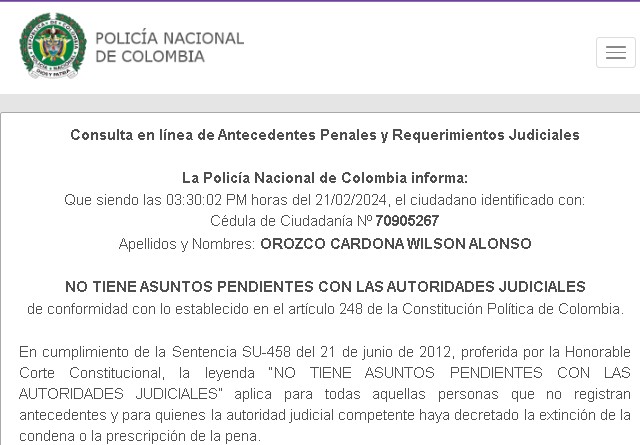 POLICÍA NACIONAL
DE COLOMBIA
Consulta en línea de Antecedentes Penales y Requerimientos Judiciales
La Policía Nacional de Colombia informa:
Que siendo las 03:30:02 PM horas del 21/02/2024, el ciudadano identificado con:
Cédula de Ciudadanía Nº 70905267
Apellidos y Nombres: OROZCO CARDONA WILSON ALONSO
NO TIENE ASUNTOS PENDIENTES CON LAS AUTORIDADES JUDICIALES
de conformidad con lo establecido en el artículo 248 de la Constitución Política de Colombia.
En cumplimiento de la Sentencia SU-458 del 21 de junio de 2012, proferida por la Honorable
Corte Constitucional, la leyenda “NO TIENE ASUNTOS PENDIENTES CON LAS
AUTORIDADES JUDICIALES” aplica para todas aquellas personas que no registran
antecedentes y para quienes la autoridad judicial competente haya decretado la extinción de la
condena o la prescripción de la pena.